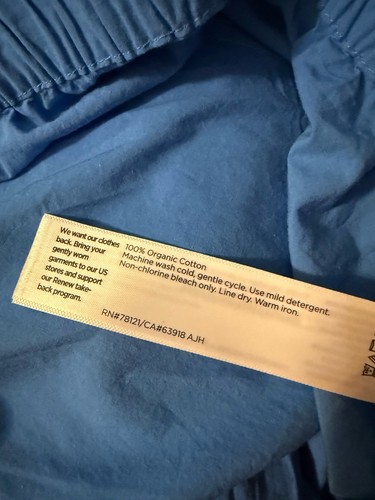 We want our clothes
back. Bring your
gently worn
garments to our US
stores and support
our Renew take-
back program.
100% Organic Cotton
Machine wash cold, gentle cycle. Use mild detergent.
Non-chlorine bleach only. Line dry. Warm iron.
RN#78121/CA#63918 AJH